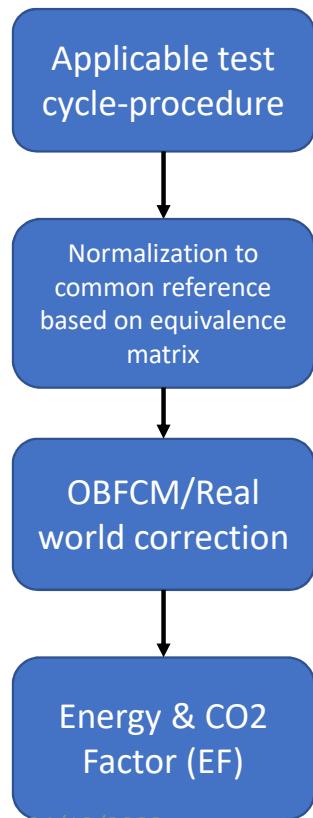 Applicable test
cycle-procedure
Normalization to
common reference
based on equivalence
matrix
OBFCM/Real
world correction
Energy & CO2
Factor (EF)